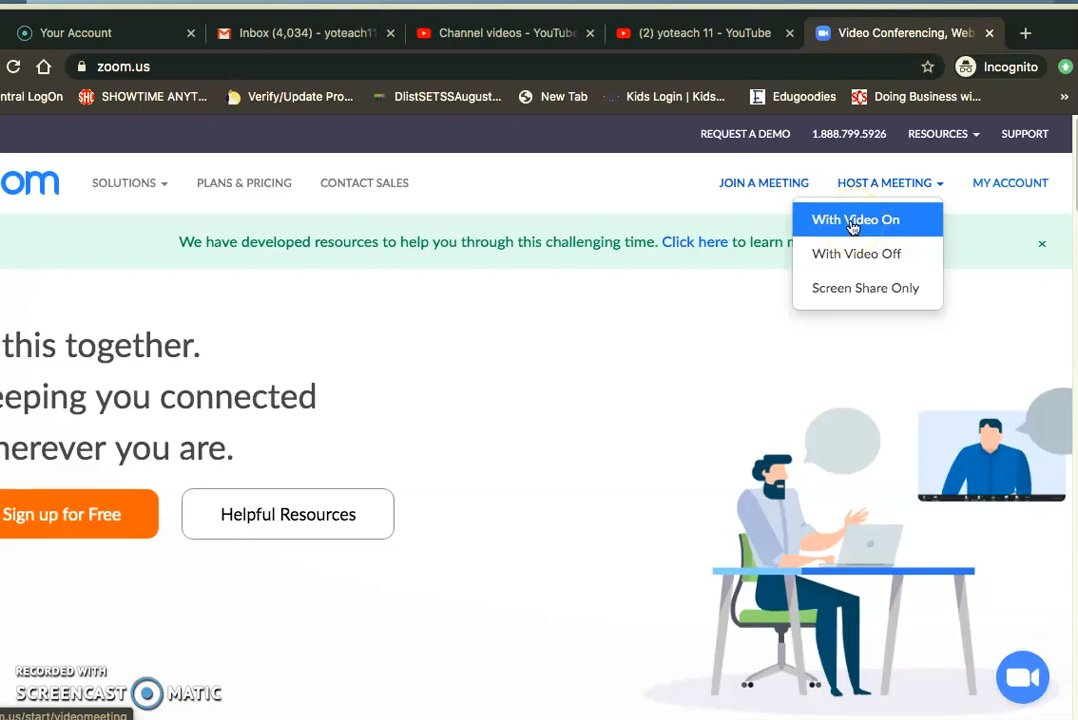 Your Account
Inbox (4,034) - yoteach1
Channel videos - YouTube
(2) yoteach 11 - YouTube
Video Conferencing, Web
zoom.us
Incognito
ntral LogOn
SHOWTIME ANYT...
Verify/Update Pro...
DlistSETSSAugust...
New Tab
Kids Login | Kids...
Edugoodies
Doing Business wi...
»
REQUEST A DEMO
1.888.799.5926
RESOURCES
SUPPORT
om
SOLUTIONS
PLANS & PRICING
CONTACT SALES
JOIN A MEETING
HOST A MEETING
MY ACCOUNT
With Video On
With Video Off
Screen Share Only
We have developed resources to help you through this challenging time. Click here to learn
this together.
eeping you connected
herever you are.
Sign up for Free
Helpful Resources
RECORDED WITH
SCREENCAST MATIC
om.us/start/videomeeting